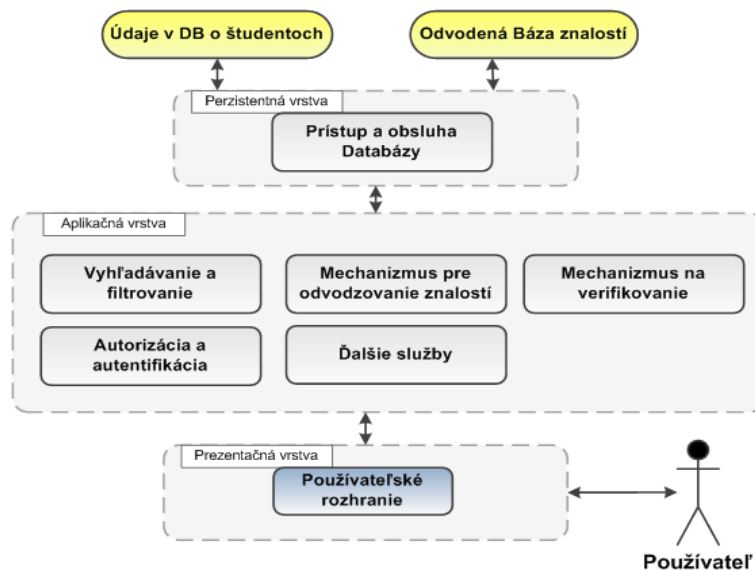 Údaje v DB o študentoch
Odvodená Báza znalostí
Perzistentná vrstva
Prístup a obsluha
Databázy
Aplikačná vrstva
Vyhľadávanie a
filtrovanie
Mechanizmus pre
odvodzovanie znalostí
Mechanizmus na
verifikovanie
Autorizácia a
autentifikácia
Ďalšie služby
Prezentačná vrstva
Používateľské
rozhranie
Používateľ